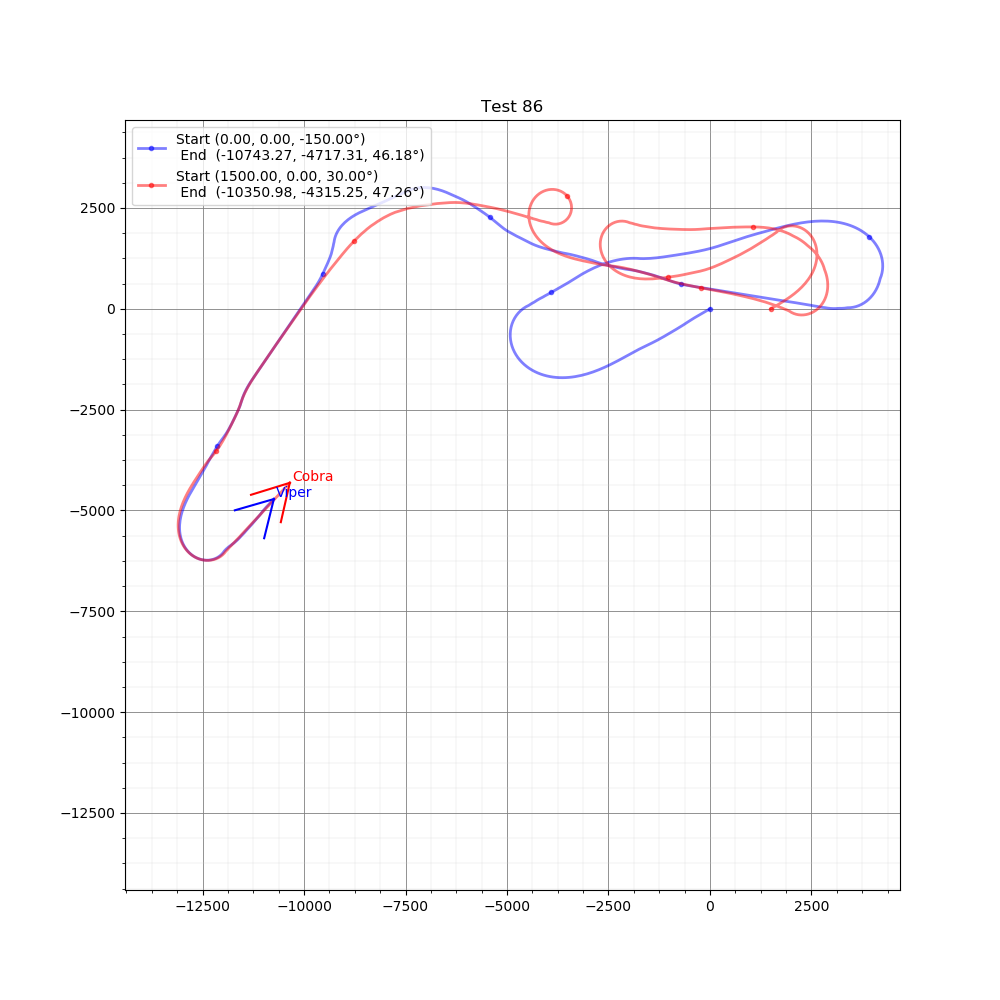 Test 86
Start (0.00, 0.00, -150.00°)
End  (-10743.27, -4717.31, 46.18°)
Start (1500.00, 0.00, 30.00°)
End  (-10350.98, -4315.25, 47.26°)
2500
0
−2500
−5000
−7500
−10000
−12500
Cobra
Viper
−12500 −10000 −7500 −5000 −2500 0 2500